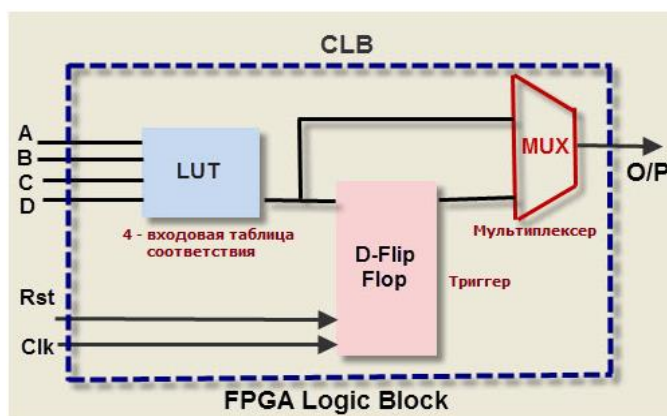 CLB
A
B
C
D
LUT
MUX
O/P
4 - входовая таблица
соответствия
Мультиплексер
D-Flip
Flop
Триггер
Rst
Clk
FPGA Logic Block